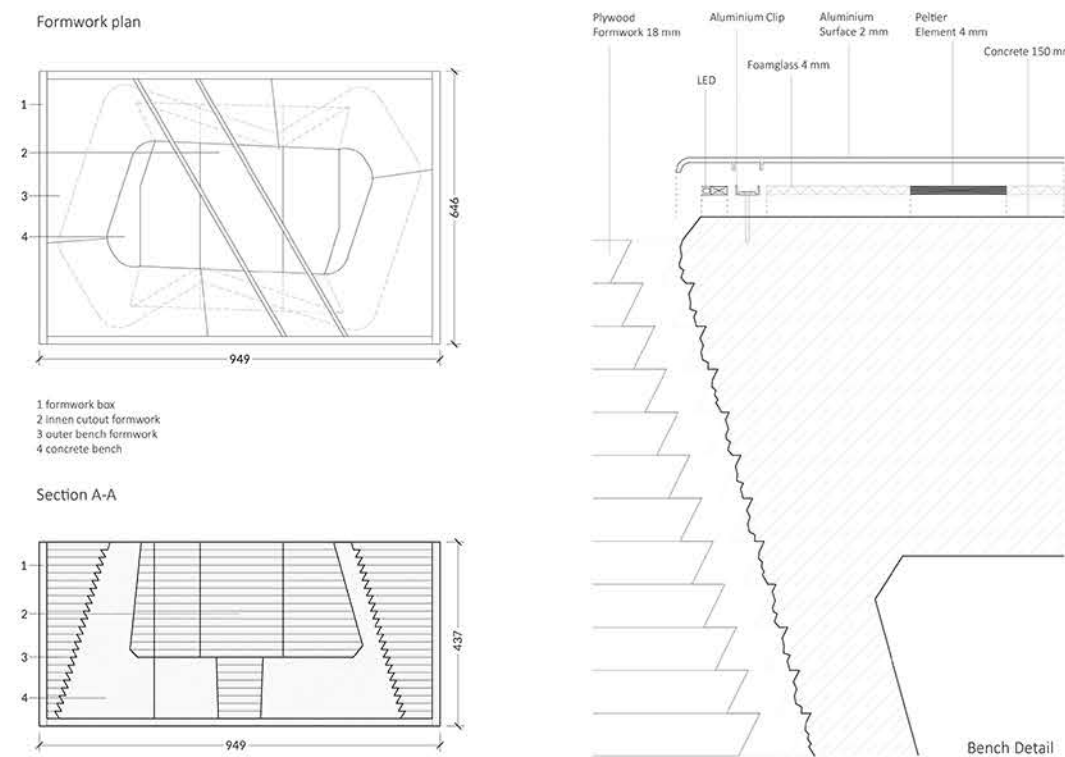 Formwork plan
1
2
3
4
646
949
1 formwork box
2 innen cutout formwork
3 outer bench formwork
4 concrete bench
Section A-A
1
2
3
4
437
949
Plywood
Formwork 18 mm
Aluminium Clip
Aluminium
Surface 2 mm
Peltier
Element 4 mm
Concrete 150 mm
Foamglass 4 mm
LED
Bench Detail